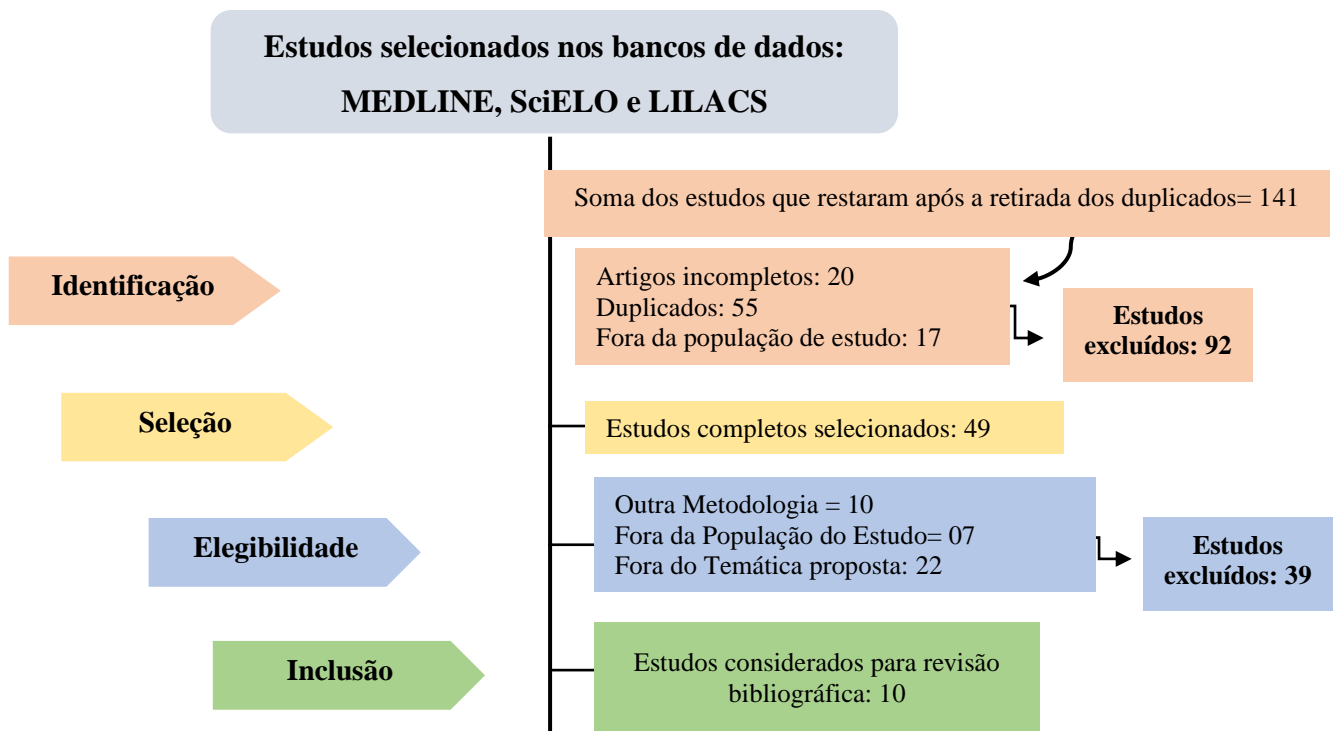 Estudos selecionados nos bancos de dados:
MEDLINE, SciELO e LILACS
Soma dos estudos que restaram após a retirada dos duplicados= 141
Identificação
Artigos incompletos: 20
Duplicados: 55
Fora da população de estudo: 17
Estudos
excluídos: 92
Seleção
Estudos completos selecionados: 49
Elegibilidade
Outra Metodologia = 10
Fora da População do Estudo= 07
Fora do Temática proposta: 22
Estudos
excluídos: 39
Inclusão
Estudos considerados para revisão
bibliográfica: 10